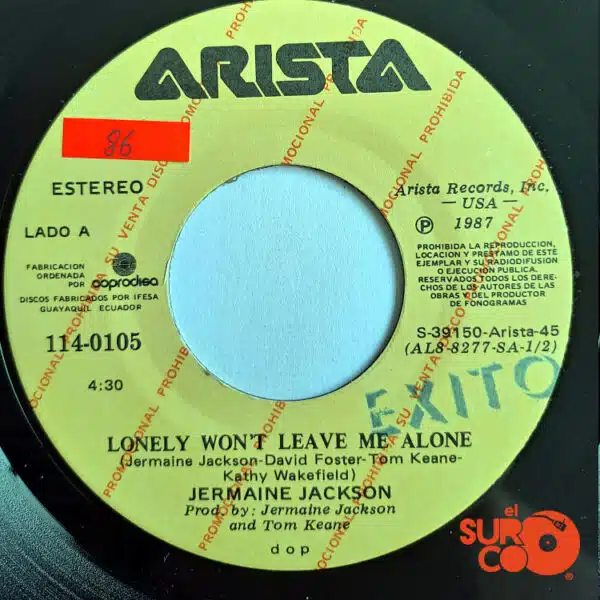 ARISTA
86
ESTEREO
LADO A
FABRICACION
ORDENADA
POR coprodisa
DISCOS FABRICADOS POR IFESA
GUAYAQUIL ECUADOR
114-0105
4:30
Arista Records, Inc.
— USA —
Ⓟ 1987
PROHIBIDA LA REPRODUCCION,
LOCACION Y PRESTAMO DE ESTE
EJEMPLAR Y SU RADIODIFUSION
O EJECUCION PUBLICA.
RESERVADOS TODOS LOS DERE-
CHOS DE LOS AUTORES DE LAS
OBRAS Y DEL PRODUCTOR
DE FONOGRAMAS
S-39150-Arista-45
(AL8-8277-SA-1/2)
EXITO
LONELY WON'T LEAVE ME ALONE
(Jermaine Jackson-David Foster-Tom Keane-
Kathy Wakefield)
JERMAINE JACKSON
Prod. by: Jermaine Jackson
and Tom Keane
dop
DISCO PROMOCIONAL PROHIBIDA SU VENTA
el
SURCO
CO
®